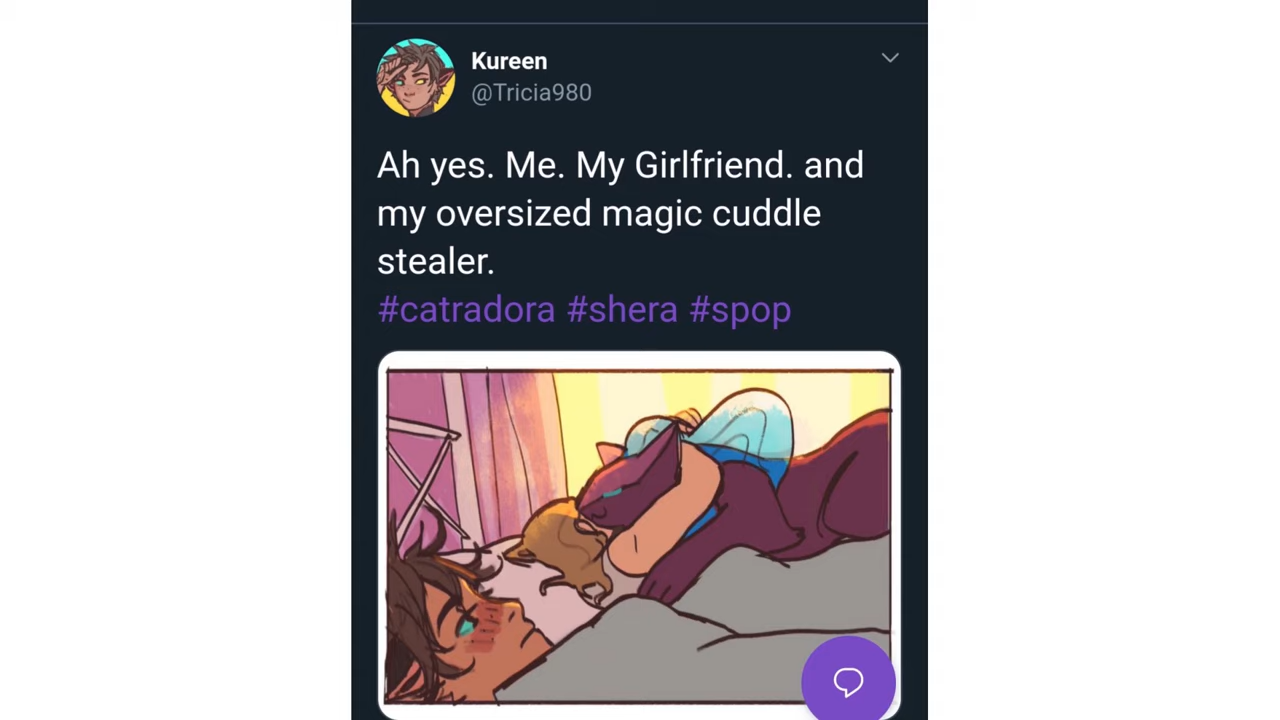 Kureen
@Tricia980
Ah yes. Me. My Girlfriend. and
my oversized magic cuddle
stealer.
#catradora #shera #spop